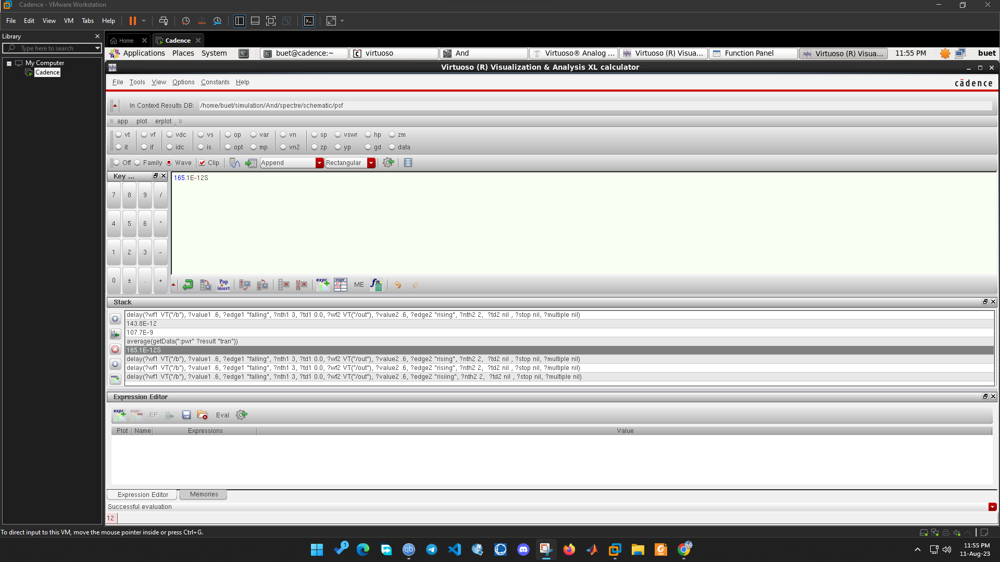 Cadence - VMware Workstation
File Edit View VM Tabs Help
Library
Type here to search
My Computer
Cadence
Home Cadence
Applications Places System buet@cadence:~ virtuoso And Virtuoso® Analog ... Virtuoso (R) Visua... Function Panel Virtuoso (R) Visua... 11:55 PM buet
Virtuoso (R) Visualization & Analysis XL calculator
File Tools View Options Constants Help
cādence
In Context Results DB: /home/buet/simulation/And/spectre/schematic/psf
app plot erplot
vt vf vdc vs op var vn sp vswr hp zm
it if idc is opt mp vn2 zp yp gd data
Off Family Wave Clip Append Rectangular
Key ...
165.1E-12S
7 8 9 /
4 5 6 *
1 2 3 -
0 ± . +
Pop & insert expr expr ME fn
Stack
delay(?wf1 VT("/b"), ?value1 .6, ?edge1 "falling", ?nth1 3, ?td1 0.0, ?wf2 VT("/out"), ?value2 .6, ?edge2 "rising", ?nth2 2, ?td2 nil , ?stop nil, ?multiple nil)
143.8E-12
107.7E-9
average(getData(":pwr" ?result "tran"))
165.1E-12S
delay(?wf1 VT("/b"), ?value1 .6, ?edge1 "falling", ?nth1 3, ?td1 0.0, ?wf2 VT("/out"), ?value2 .6, ?edge2 "rising", ?nth2 2, ?td2 nil , ?stop nil, ?multiple nil)
delay(?wf1 VT("/b"), ?value1 .6, ?edge1 "falling", ?nth1 3, ?td1 0.0, ?wf2 VT("/out"), ?value2 .6, ?edge2 "rising", ?nth2 2, ?td2 nil , ?stop nil, ?multiple nil)
delay(?wf1 VT("/b"), ?value1 .6, ?edge1 "falling", ?nth1 3, ?td1 0.0, ?wf2 VT("/out"), ?value2 .6, ?edge2 "risiing", ?nth2 2, ?td2 nil , ?stop nil, ?multiple nil)
Expression Editor
expr expr EP Eval
Plot Name Expressions Value
Expression Editor Memories
Successful evaluation
12
To direct input to this VM, move the mouse pointer inside or press Ctrl+G.
1
qb
11:55 PM
11-Aug-23